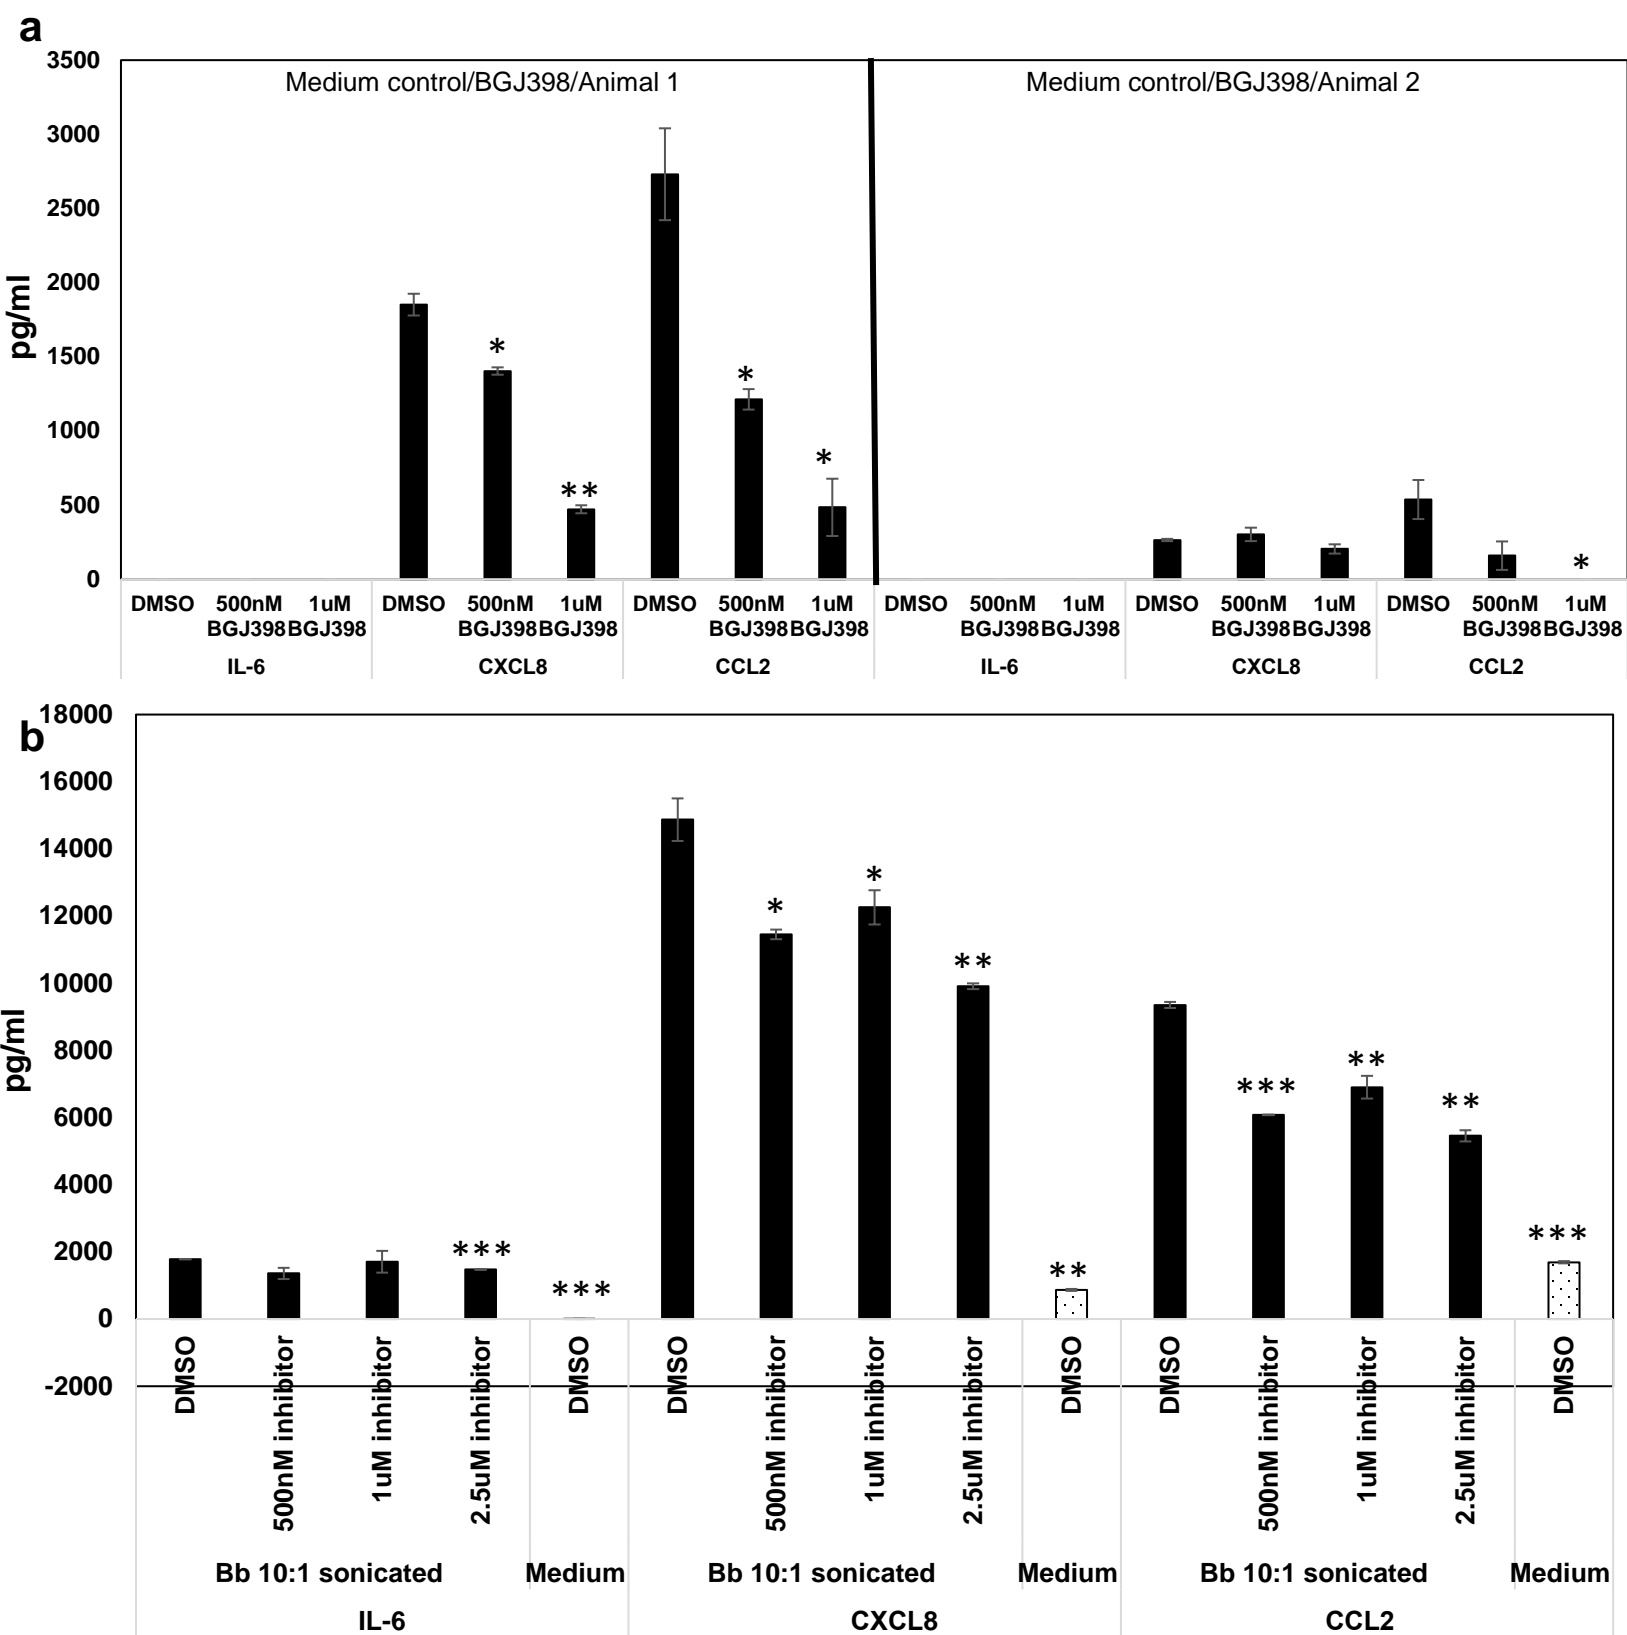 a
3500
Medium control/BGJ398/Animal 1
Medium control/BGJ398/Animal 2
3000
2500
2000
1500
1000
500
0
pg/ml
*
**
*
*
*
DMSO 500nM 1uM DMSO 500nM 1uM DMSO 500nM 1uM DMSO 500nM 1uM DMSO 500nM 1uM DMSO 500nM 1uM
BGJ398 BGJ398 BGJ398 BGJ398 BGJ398 BGJ398 BGJ398 BGJ398 BGJ398 BGJ398 BGJ398 BGJ398
IL-6 CXCL8 CCL2 IL-6 CXCL8 CCL2
b
18000
16000
14000
12000
10000
8000
6000
4000
2000
0
-2000
pg/ml
***
***
*
*
**
**
***
**
**
***
DMSO
500nM inhibitor
1uM inhibitor
2.5uM inhibitor
DMSO
DMSO
500nM inhibitor
1uM inhibitor
2.5uM inhibitor
DMSO
DMSO
500nM inhibitor
1uM inhibitor
2.5uM inhibitor
DMSO
Bb 10:1 sonicated Medium Bb 10:1 sonicated Medium Bb 10:1 sonicated Medium
IL-6 CXCL8 CCL2